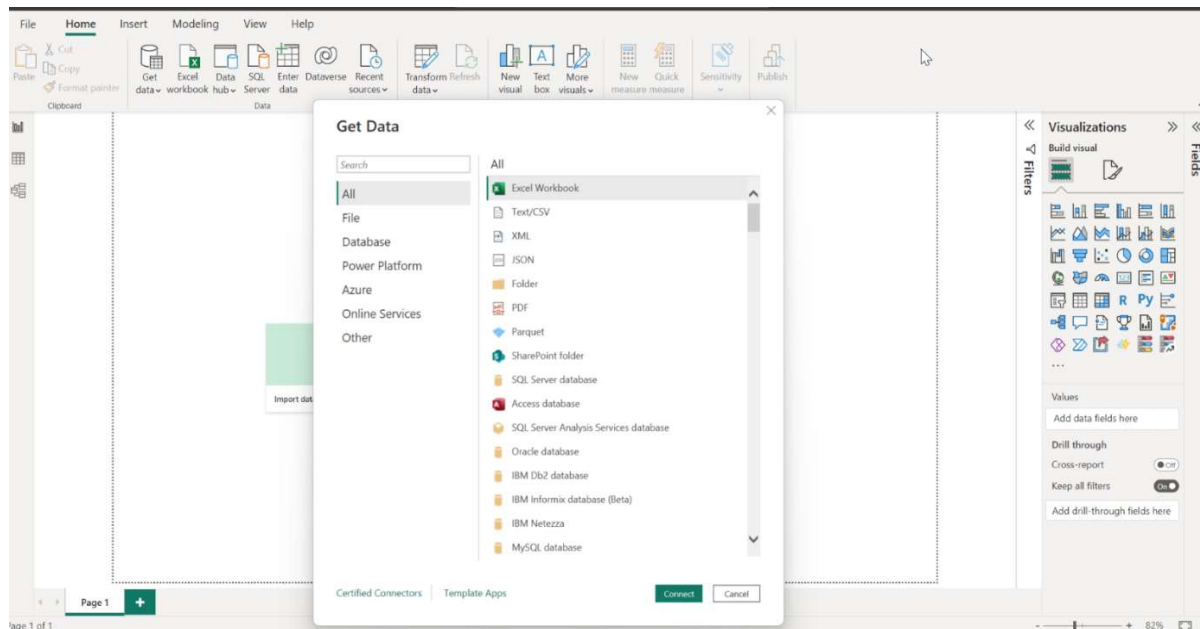 File Home Insert Modeling View Help
Paste
Cut
Copy
Format painter
Clipboard
Get data
Excel workbook
Data hub
SQL Server
Enter data
Dataverse
Recent sources
Data
Transform data
Refresh
New visual
Text box
More visuals
New measure
Quick measure
Sensitivity
Publish
Get Data
Search
All
File
Database
Power Platform
Azure
Online Services
Other
All
Excel Workbook
Text/CSV
XML
JSON
Folder
PDF
Parquet
SharePoint folder
SQL Server database
Access database
SQL Server Analysis Services database
Oracle database
IBM Db2 database
IBM Informix database (Beta)
IBM Netezza
MySQL database
Certified Connectors
Template Apps
Connect
Cancel
Import dat
Filters
Visualizations
Build visual
R Py
Values
Add data fields here
Drill through
Cross-report
Off
Keep all filters
On
Add drill-through fields here
Fields
Page 1
Page 1 of 1
82%